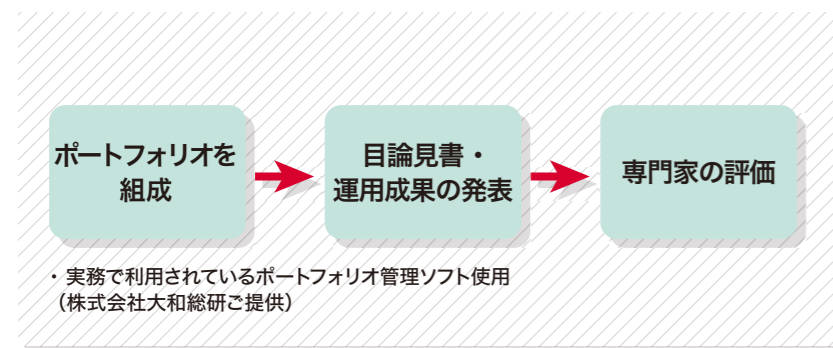 ポートフォリオを
組成
目論見書・
運用成果の発表
専門家の評価
・実務で利用されているポートフォリオ管理ソフト使用
（株式会社大和総研ご提供）